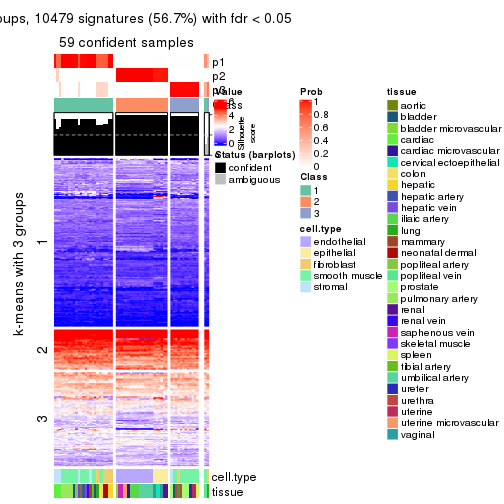 oups, 10479 signatures (56.7%) with fdr < 0.05
59 confident samples
p1
p2
p3
Class
Silhouette
score
k-means with 3 groups
1
2
3
cell.type
tissue
Value
6
4
2
0
Status (barplots)
confident
ambiguous
Prob
1
0.8
0.6
0.4
0.2
0
Class
1
2
3
cell.type
endothelial
epithelial
fibroblast
smooth muscle
stromal
tissue
aortic
bladder
bladder microvascular
cardiac
cardiac microvascular
cervical ectoepithelial
colon
hepatic
hepatic artery
hepatic vein
iliac artery
lung
mammary
neonatal dermal
popliteal artery
popliteal vein
prostate
pulmonary artery
renal
renal vein
saphenous vein
skeletal muscle
spleen
tibial artery
umbilical artery
ureter
urethra
uterine
uterine microvascular
vaginal